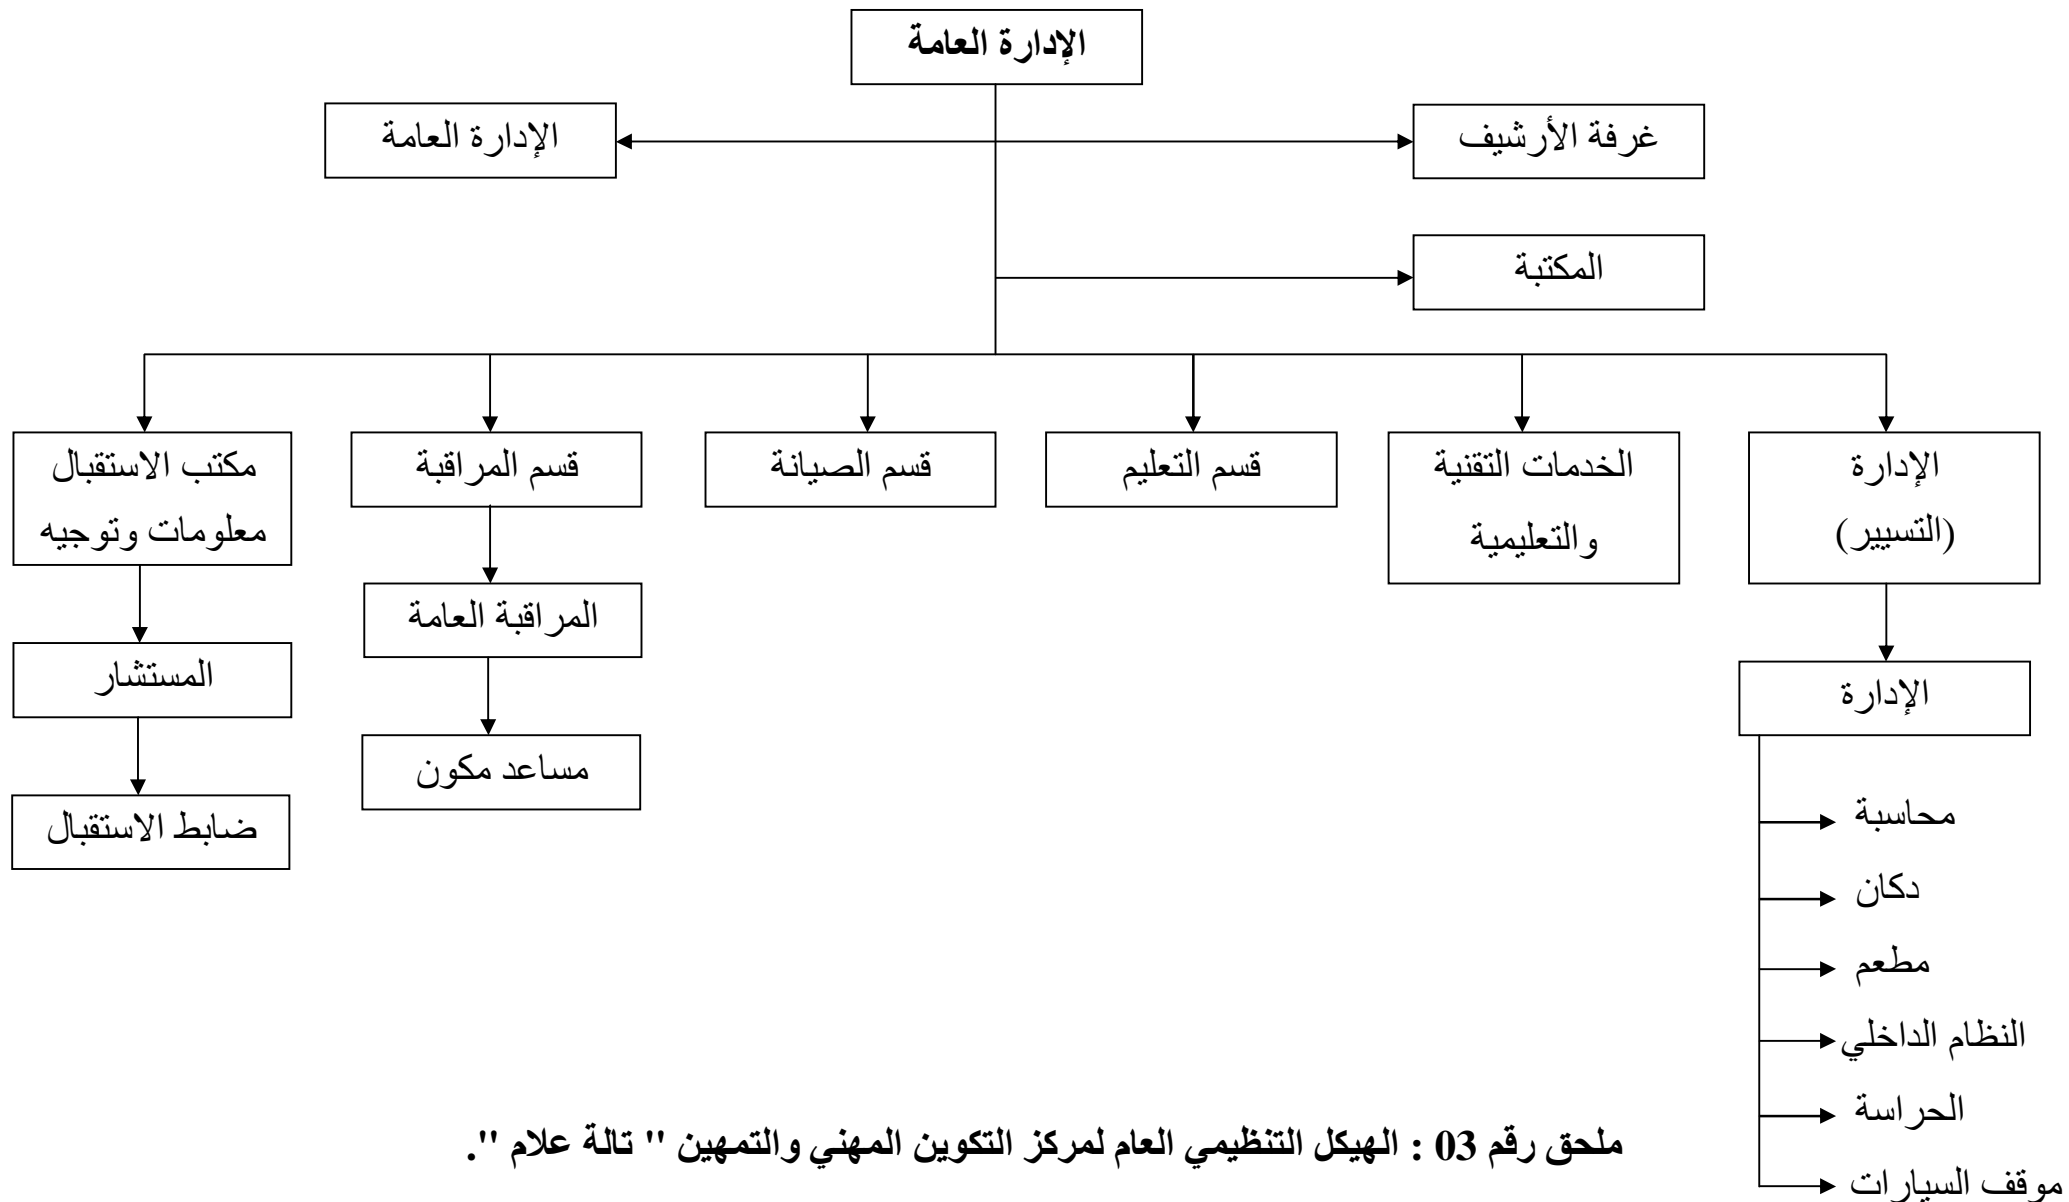 الإدارة العامة
غرفة الأرشيف
الإدارة العامة
المكتبة
الإدارة
(التسيير)
الخدمات التقنية
والتعليمية
قسم التعليم
قسم الصيانة
قسم المراقبة
مكتب الاستقبال
معلومات وتوجيه
المراقبة العامة
المستشار
الإدارة
مساعد مكون
ضابط الاستقبال
محاسبة
دكان
مطعم
النظام الداخلي
الحراسة
موقف السيارات
ملحق رقم 03 : الهيكل التنظيمي العام لمركز التكوين المهني والتمهين " تالة علام ".